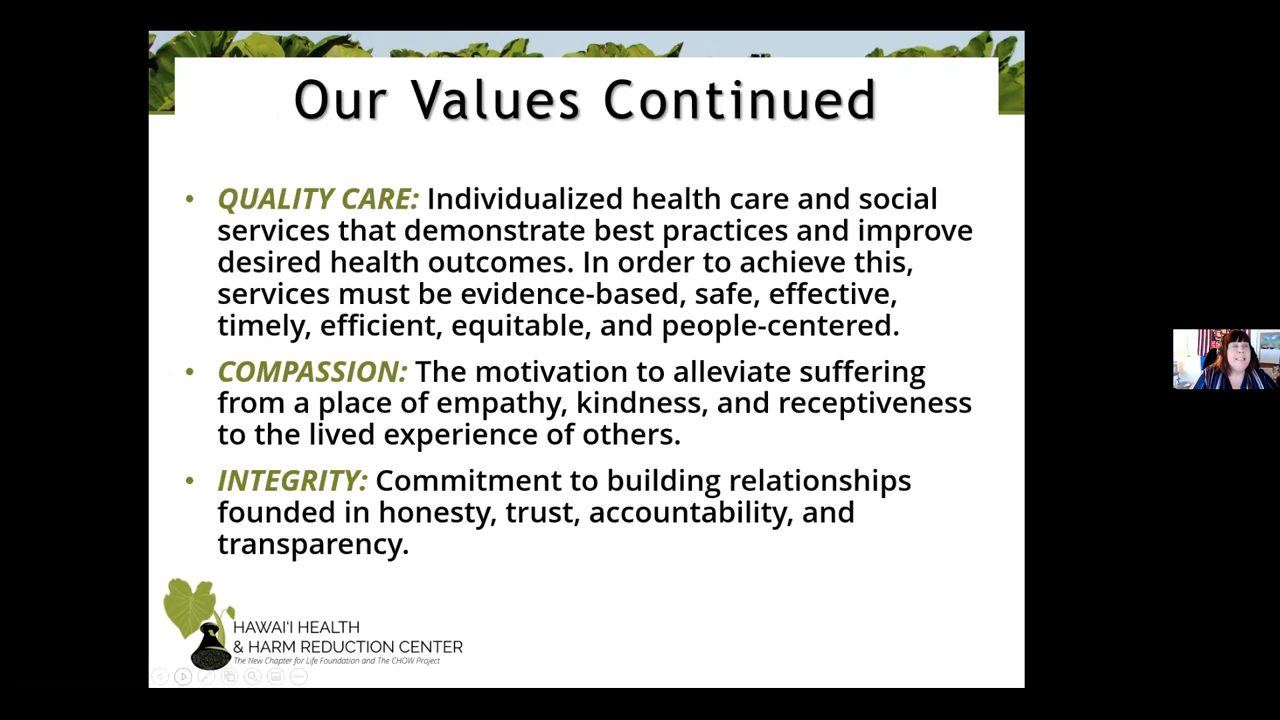 Our Values Continued
• QUALITY CARE: Individualized health care and social
services that demonstrate best practices and improve
desired health outcomes. In order to achieve this,
services must be evidence-based, safe, effective,
timely, efficient, equitable, and people-centered.
• COMPASSION: The motivation to alleviate suffering
from a place of empathy, kindness, and receptiveness
to the lived experience of others.
• INTEGRITY: Commitment to building relationships
founded in honesty, trust, accountability, and
transparency.
HAWAI'I HEALTH
& HARM REDUCTION CENTER
The New Chapter for Life Foundation and The CHOW Project